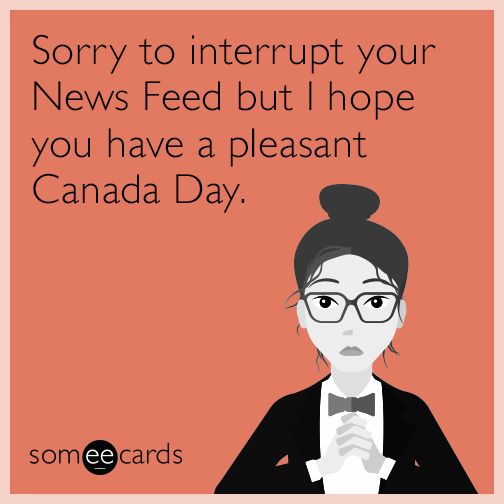 Sorry to interrupt your
News Feed but I hope
you have a pleasant
Canada Day.
someecards